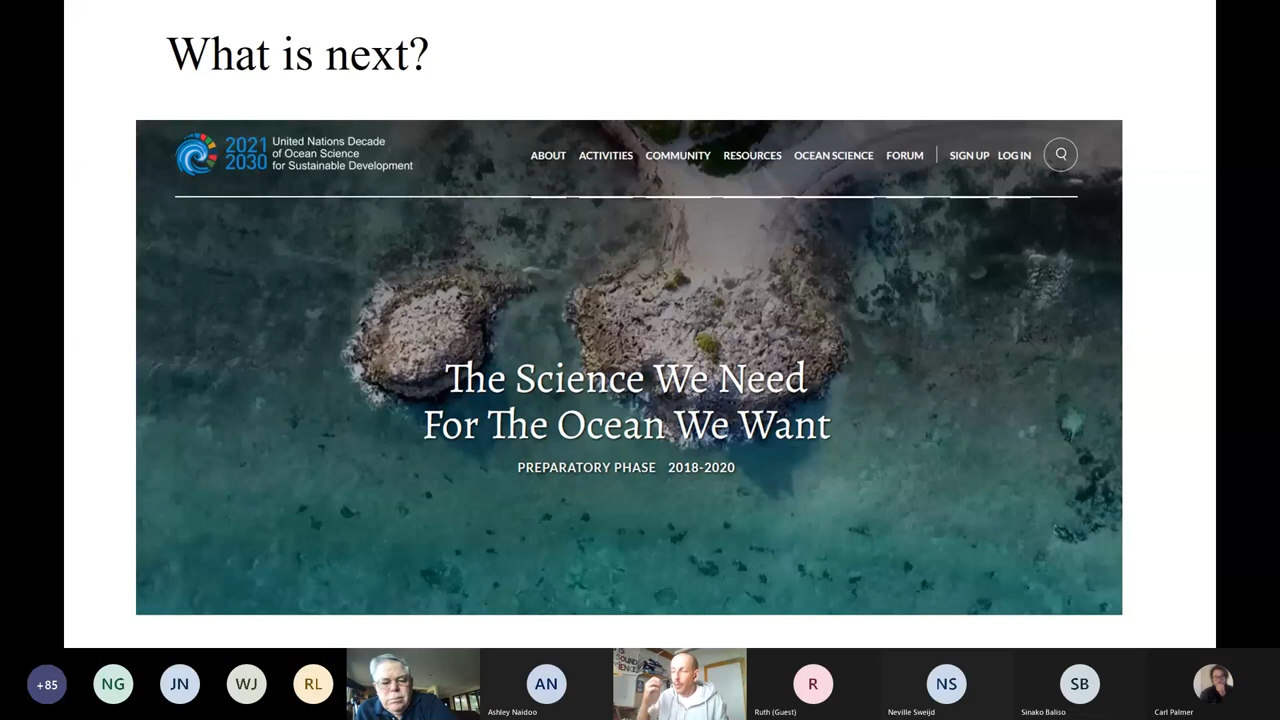 What is next?
2021
2030
United Nations Decade
of Ocean Science
for Sustainable Development
ABOUT ACTIVITIES COMMUNITY RESOURCES OCEAN SCIENCE FORUM SIGN UP LOG IN
The Science We Need
For The Ocean We Want
PREPARATORY PHASE 2018-2020
+85 NG JN WJ RL AN R NS SB
Ashley Naidoo Ruth (Guest) Neville Sweijd Sinako Baliso Carl Palmer